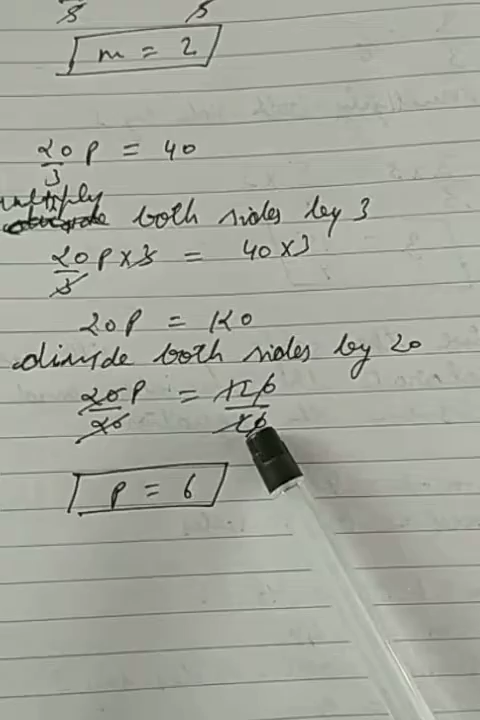 m = 2
20 P = 40
3
multiply
both sides by 3
20 P × 3 = 40 × 3
3
20P = 120
divide both sides by 20
20P = 120
20 20
P = 6